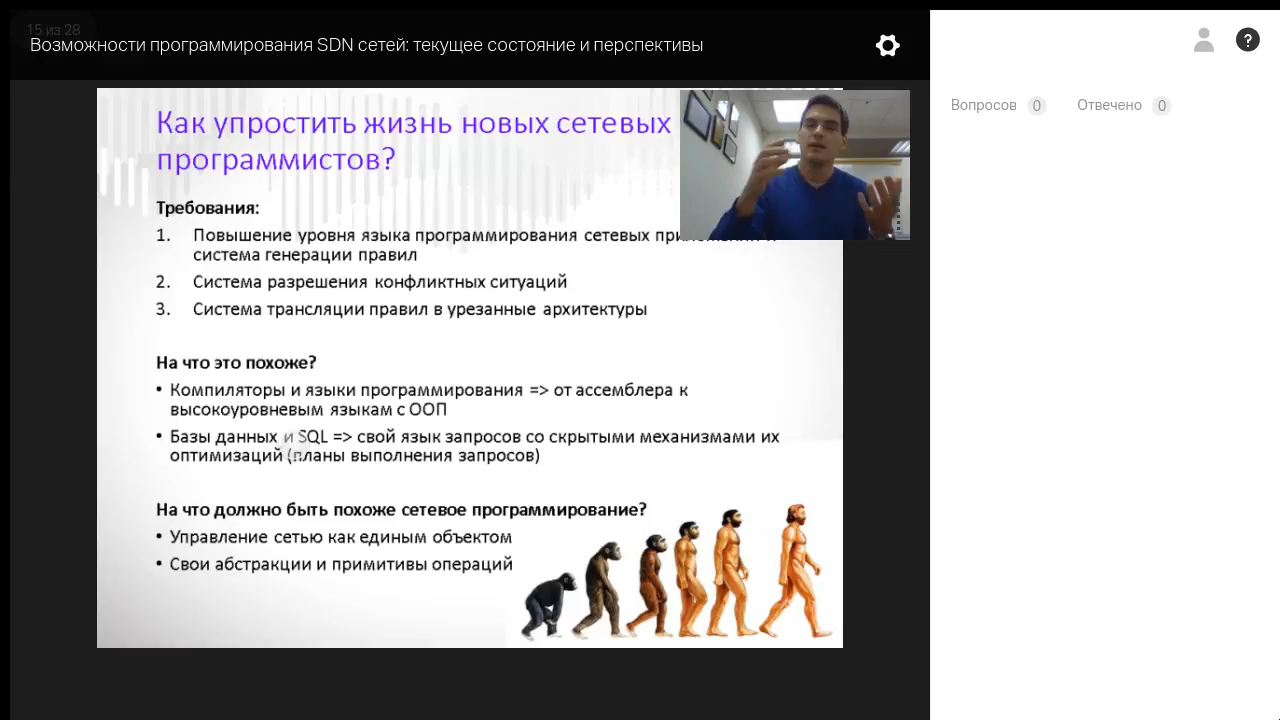 15 из 28
Возможности программирования SDN сетей: текущее состояние и перспективы
Вопросов 0 Отвечено 0
Как упростить жизнь новых сетевых
программистов?
Требования:
1. Повышение уровня языка программирования сетевых
система генерации правил
2. Система разрешения конфликтных ситуаций
3. Система трансляции правил в урезанные архитектуры
На что это похоже?
• Компиляторы и языки программирования => от ассемблера к
высокоуровневым языкам с ООП
• Базы данных и SQL => свой язык запросов со скрытыми механизмами их
оптимизаций (планы выполнения запросов)
На что должно быть похоже сетевое программирование?
• Управление сетью как единым объектом
• Свои абстракции и примитивы операций